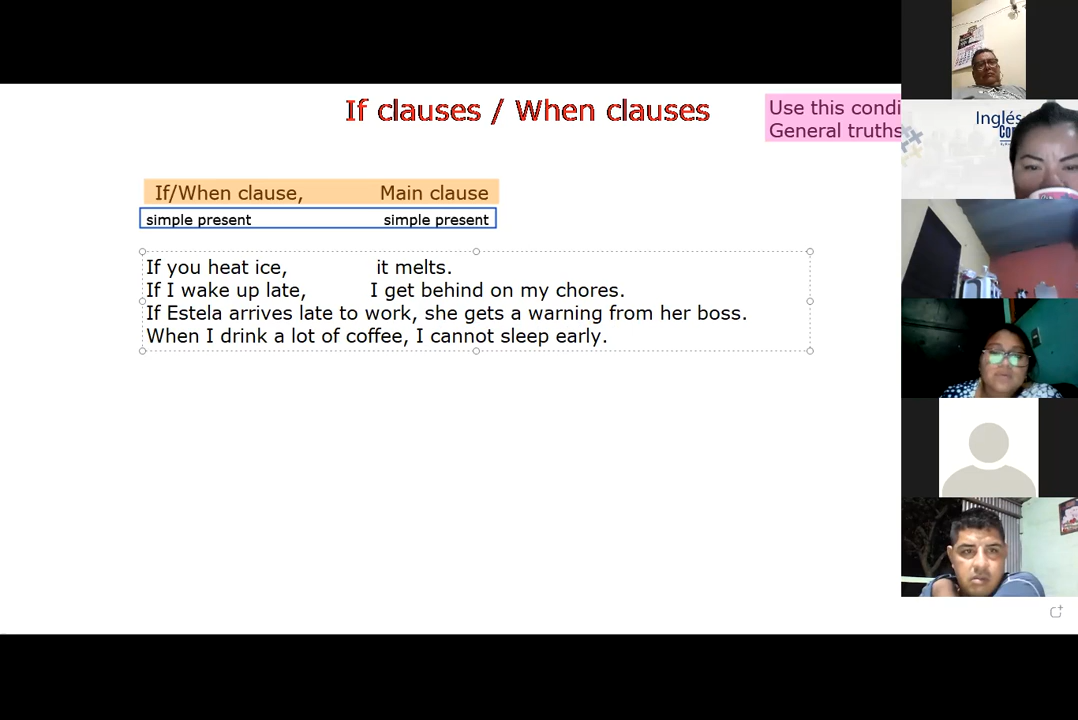 If clauses / When clauses
Use this condi
General truths
If/When clause, Main clause
simple present simple present
If you heat ice, it melts.
If I wake up late, I get behind on my chores.
If Estela arrives late to work, she gets a warning from her boss.
When I drink a lot of coffee, I cannot sleep early.
Inglés